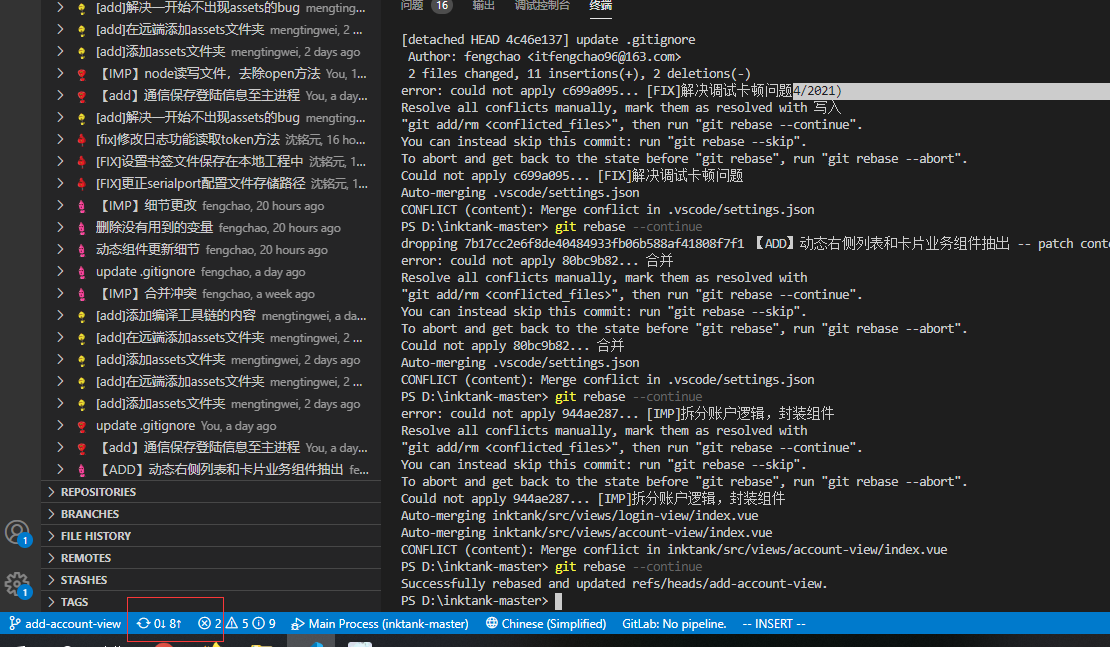 [add]解决一开始不出现assets的bug mengting...
[add]在远端添加assets文件夹 mengtingwei, 2 ...
[add]添加assets文件夹 mengtingwei, 2 days ago
【IMP】node读写文件，去除open方法 You, 1...
【add】通信保存登陆信息至主进程 You, a day...
[add]解决一开始不出现assets的bug mengting...
[fix]修改日志功能读取token方法 沈铭元, 16 ho...
[FIX]设置书签文件保存在本地工程中 沈铭元, 1...
[FIX]更正serialport配置文件存储路径 沈铭元, 1...
【IMP】细节更改 fengchao, 20 hours ago
删除没有用到的变量 fengchao, 20 hours ago
动态组件更新细节 fengchao, 20 hours ago
update .gitignore fengchao, a day ago
【IMP】合并冲突 fengchao, a week ago
[add]添加编译工具链的内容 mengtingwei, a da...
[add]在远端添加assets文件夹 mengtingwei, 2 ...
[add]添加assets文件夹 mengtingwei, 2 days ago
[add]在远端添加assets文件夹 mengtingwei, 2 ...
[add]添加assets文件夹 mengtingwei, 2 days ago
update .gitignore You, a day ago
【add】通信保存登陆信息至主进程 You, a day...
【ADD】动态右侧列表和卡片业务组件抽出 fe...
REPOSITORIES
BRANCHES
FILE HISTORY
REMOTES
STASHES
TAGS
1
1
问题 16 输出 调试控制台 终端
[detached HEAD 4c46e137] update .gitignore
Author: fengchao <itfengchao96@163.com>
2 files changed, 11 insertions(+), 2 deletions(-)
error: could not apply c699a095... [FIX]解决调试卡顿问题4/2021)
Resolve all conflicts manually, mark them as resolved with 写入
"git add/rm <conflicted_files>", then run "git rebase --continue".
You can instead skip this commit: run "git rebase --skip".
To abort and get back to the state before "git rebase", run "git rebase --abort".
Could not apply c699a095... [FIX]解决调试卡顿问题
Auto-merging .vscode/settings.json
CONFLICT (content): Merge conflict in .vscode/settings.json
PS D:\inktank-master> git rebase --continue
dropping 7b17cc2e6f8de40484933fb06b588af41808f7f1 【ADD】动态右侧列表和卡片业务组件抽出 -- patch conte
error: could not apply 80bc9b82... 合并
Resolve all conflicts manually, mark them as resolved with
"git add/rm <conflicted_files>", then run "git rebase --continue".
You can instead skip this commit: run "git rebase --skip".
To abort and get back to the state before "git rebase", run "git rebase --abort".
Could not apply 80bc9b82... 合并
Auto-merging .vscode/settings.json
CONFLICT (content): Merge conflict in .vscode/settings.json
PS D:\inktank-master> git rebase --continue
error: could not apply 944ae287... [IMP]拆分账户逻辑，封装组件
Resolve all conflicts manually, mark them as resolved with
"git add/rm <conflicted_files>", then run "git rebase --continue".
You can instead skip this commit: run "git rebase --skip".
To abort and get back to the state before "git rebase", run "git rebase --abort".
Could not apply 944ae287... [IMP]拆分账户逻辑，封装组件
Auto-merging inktank/src/views/login-view/index.vue
Auto-merging inktank/src/views/account-view/index.vue
CONFLICT (content): Merge conflict in inktank/src/views/account-view/index.vue
PS D:\inktank-master> git rebase --continue
Successfully rebased and updated refs/heads/add-account-view.
PS D:\inktank-master>
add-account-view 0↓ 8↑ 2 5 9 Main Process (inktank-master) Chinese (Simplified) GitLab: No pipeline. -- INSERT --